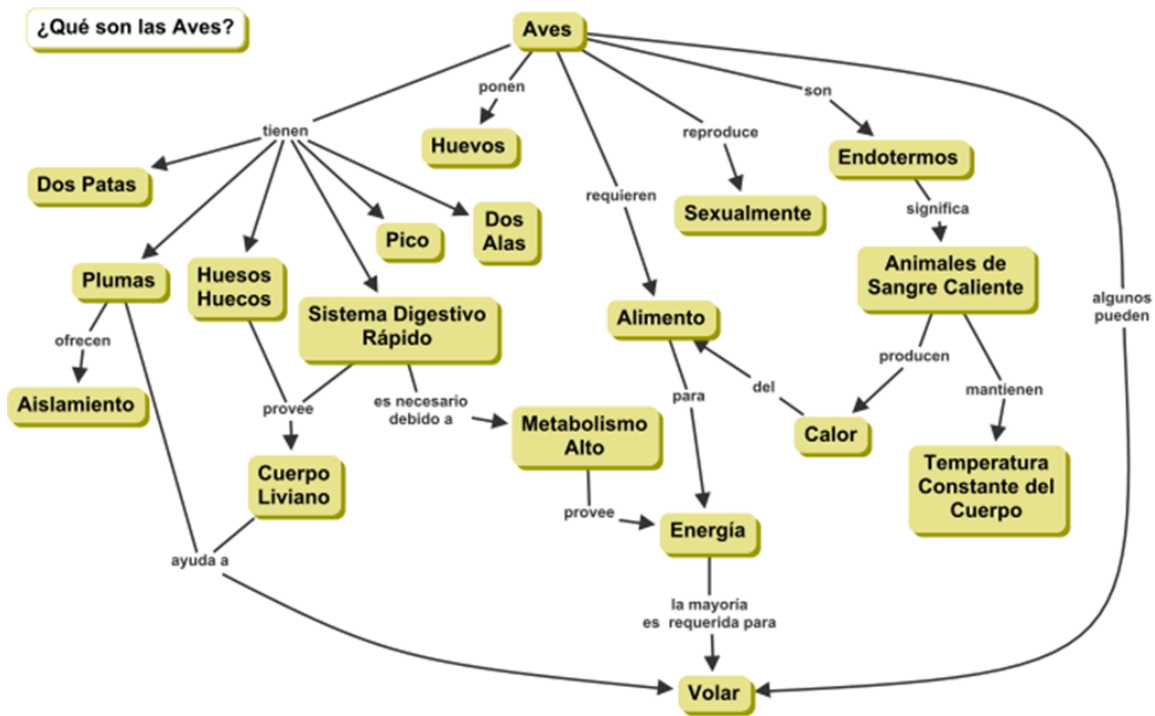 ¿Qué son las Aves?
Aves
ponen
son
tienen
reproduce
Huevos
Endotermos
Dos Patas
requieren
Sexualmente
significa
Dos
Alas
Pico
Plumas
Huesos
Huecos
Animales de
Sangre Caliente
algunos
pueden
Sistema Digestivo
Rápido
Alimento
ofrecen
producen
Aislamiento
provee
es necesario
debido a
para
del
mantienen
Metabolismo
Alto
Calor
Cuerpo
Liviano
Temperatura
Constante del
Cuerpo
provee
Energía
ayuda a
la mayoría
es requerida para
Volar